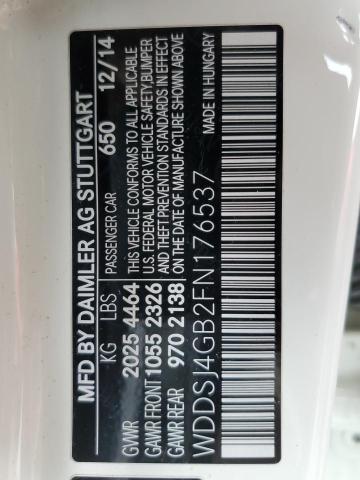 MFD BY DAIMLER AG STUTTGART
KG LBS PASSENGER CAR 650 12/14
GVWR 2025 4464 THIS VEHICLE CONFORMS TO ALL APPLICABLE
GAWR FRONT 1055 2326 U.S. FEDERAL MOTOR VEHICLE SAFETY, BUMPER
AND THEFT PREVENTION STANDARDS IN EFFECT
GAWR REAR 970 2138 ON THE DATE OF MANUFACTURE SHOWN ABOVE
WDDSJ4GB2FN176537 MADE IN HUNGARY